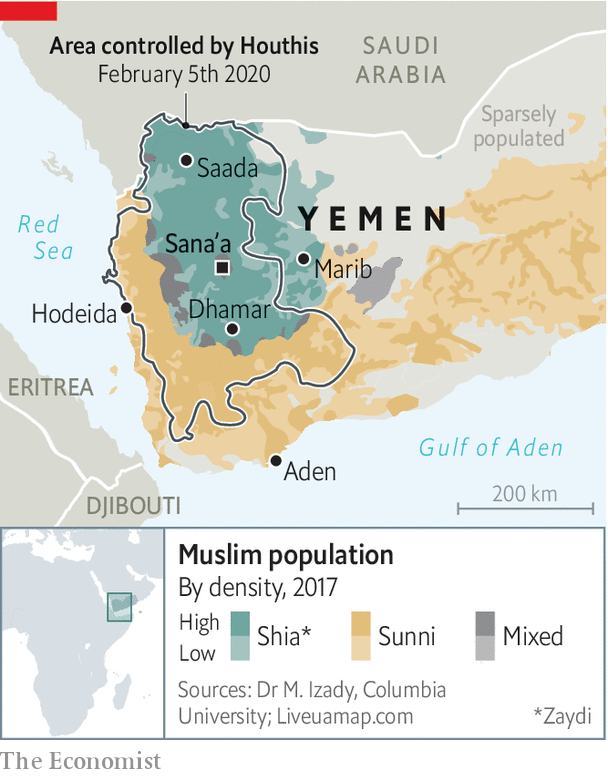 Area controlled by Houthis
February 5th 2020
SAUDI
ARABIA
Sparsely
populated
Saada
Red
Sea
YEMEN
Sana’a
Marib
Hodeida
Dhamar
ERITREA
Gulf of Aden
Aden
200 km
DJIBOUTI
Muslim population
By density, 2017
High
Low
Shia*
Sunni
Mixed
Sources: Dr M. Izady, Columbia
University; Liveuamap.com
*Zaydi
The Economist